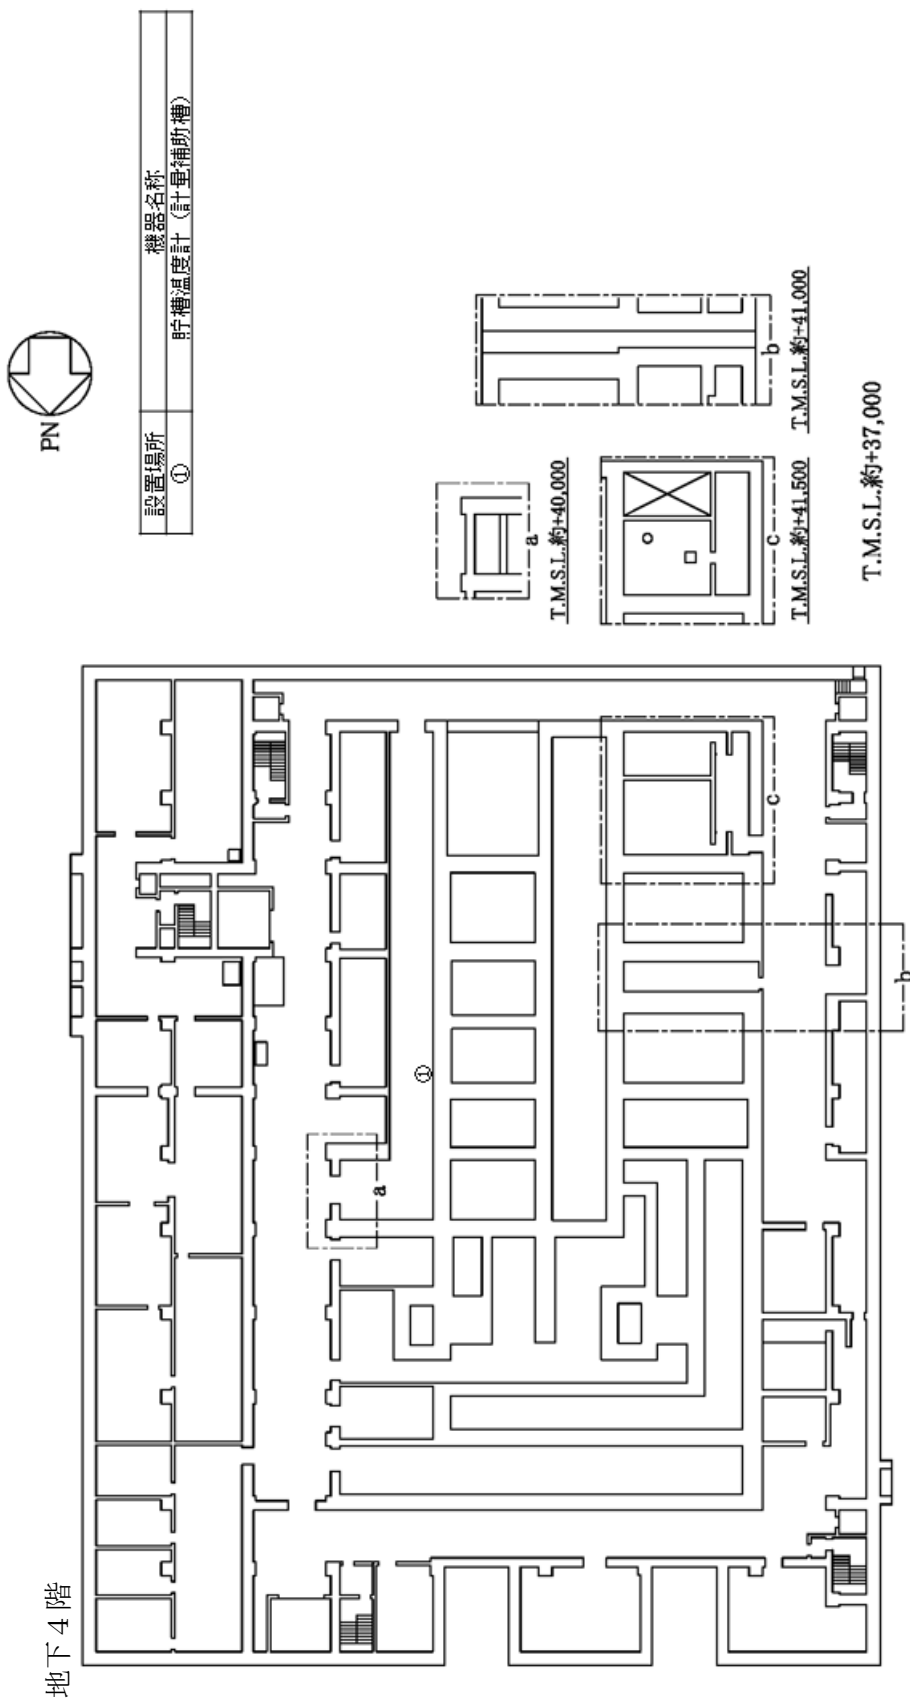 地下４階
PN
設置場所 機器名称
① 貯槽温度計（計量補助槽）
①
a
b
c
a
T.M.S.L.約+40,000
b
T.M.S.L.約+41,000
c
T.M.S.L.約+41,500
T.M.S.L.約+37,000